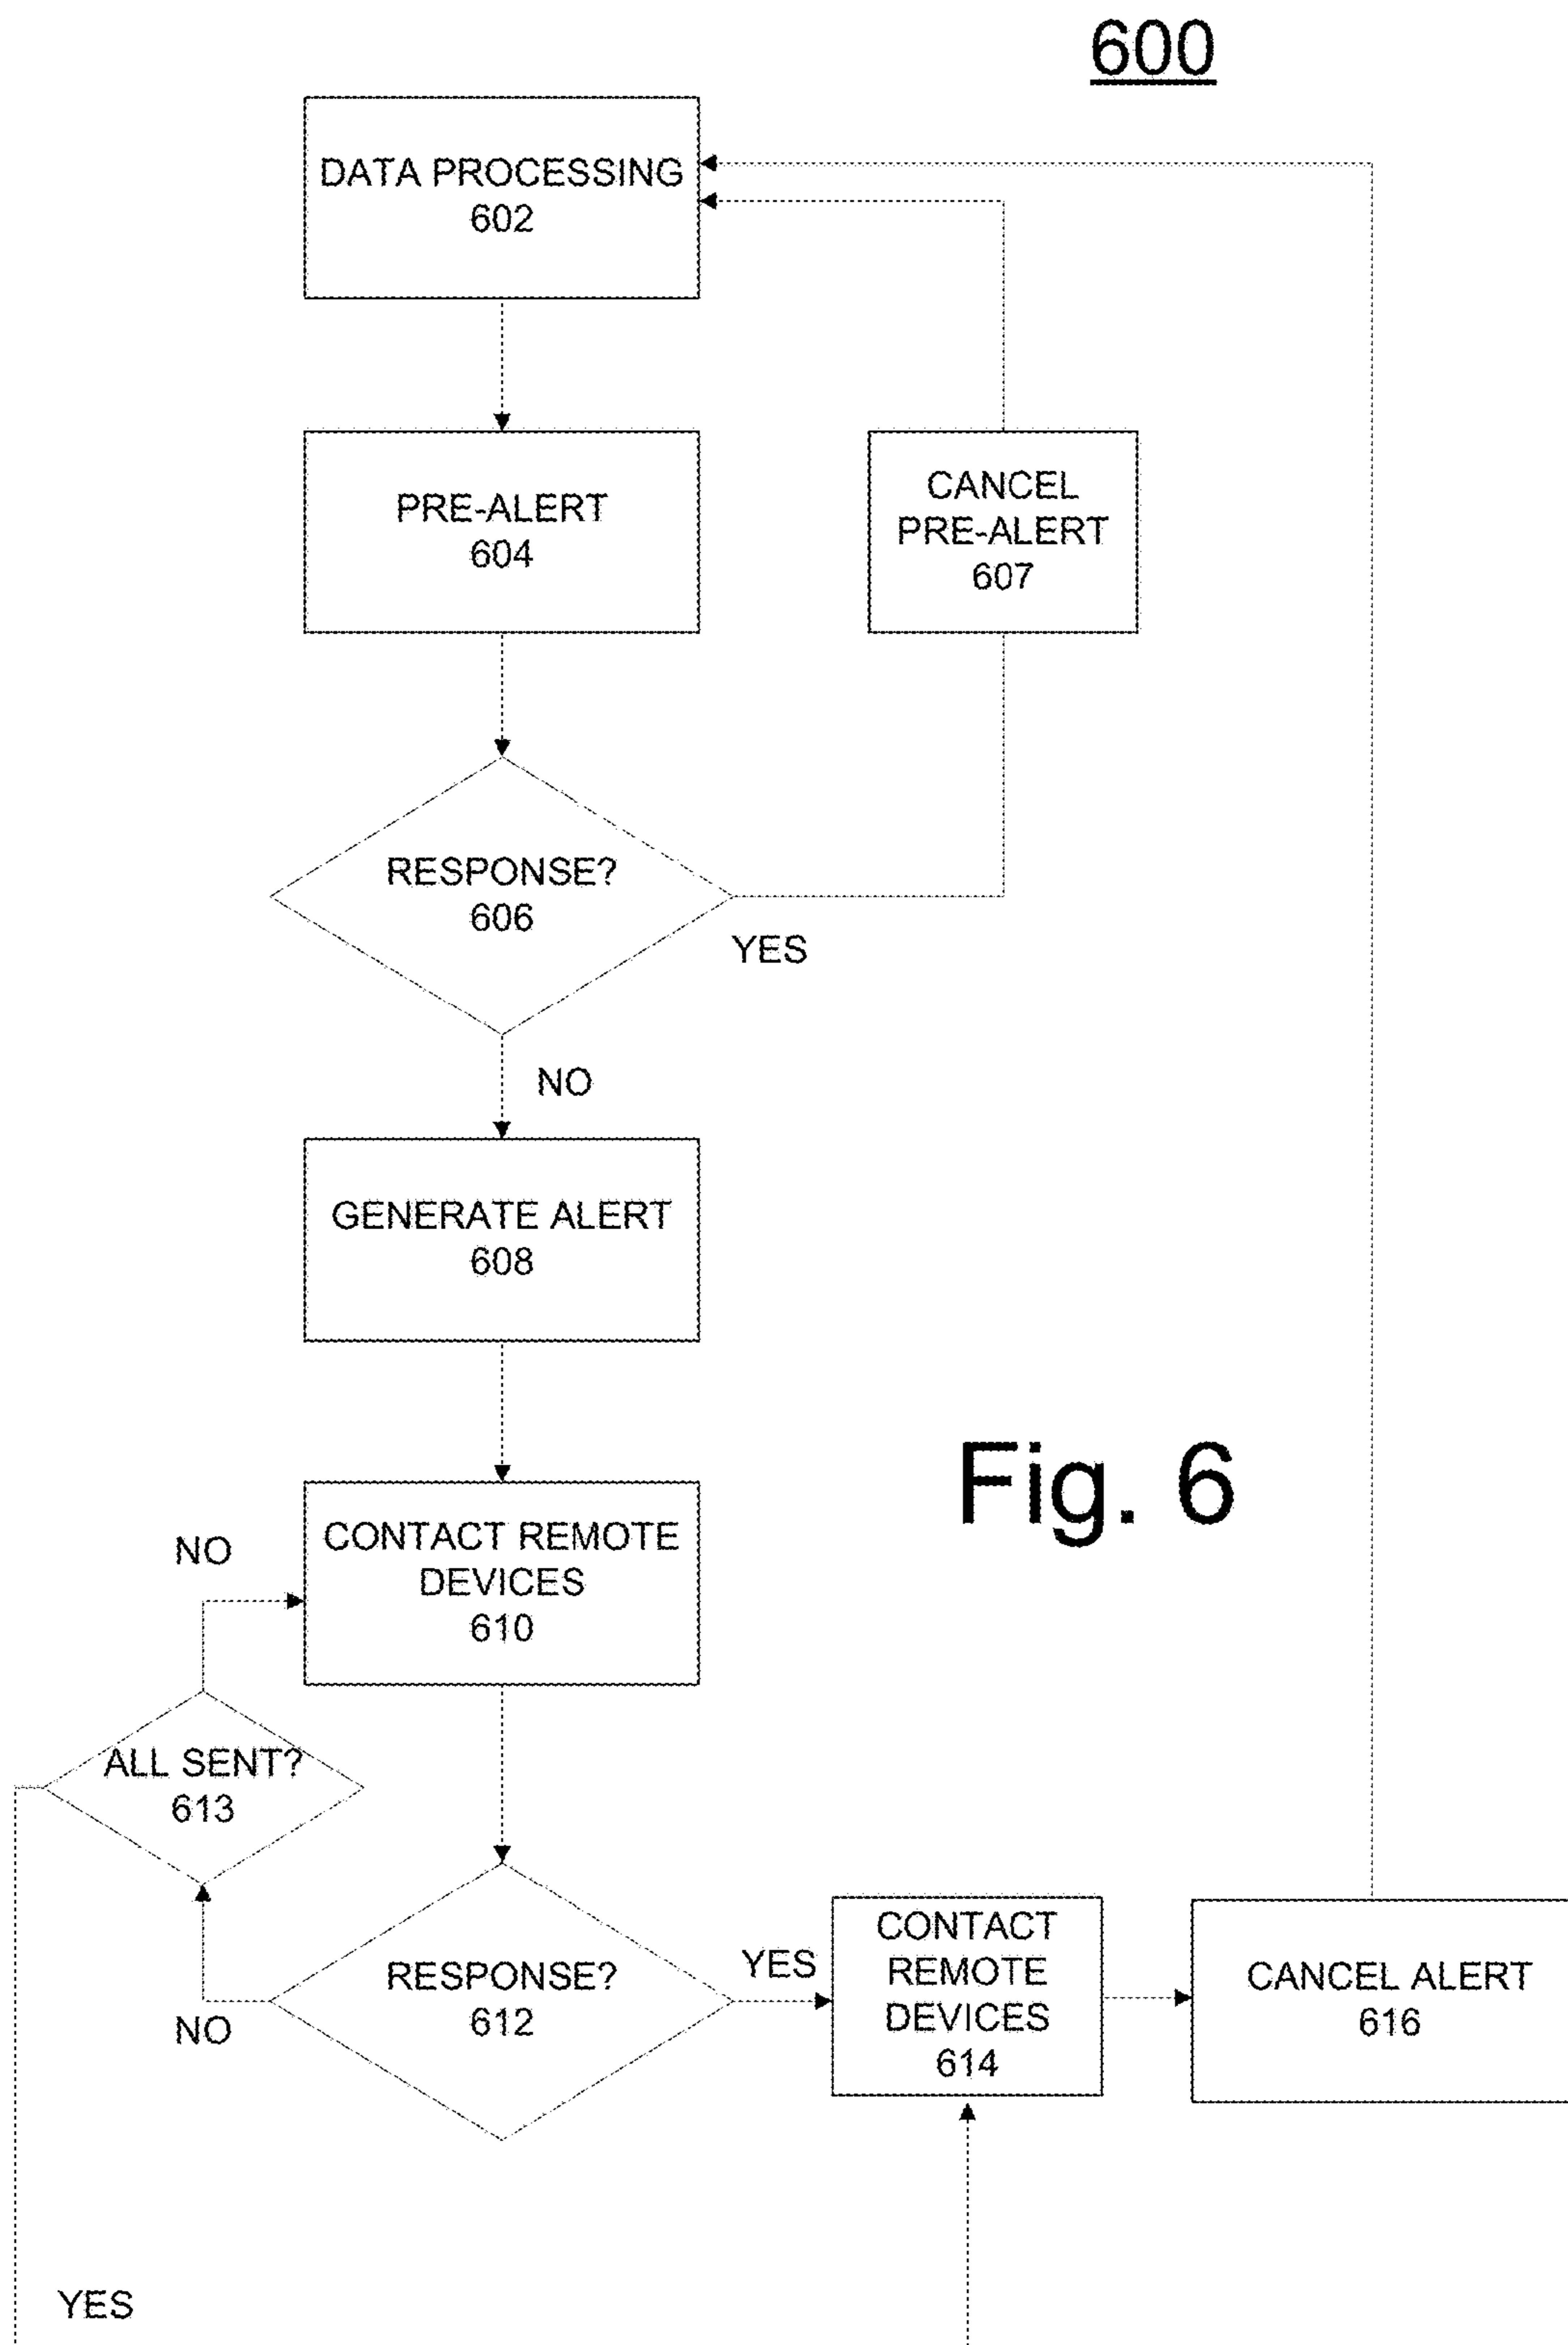 600
DATA PROCESSING
602
PRE-ALERT
604
CANCEL
PRE-ALERT
607
RESPONSE?
606
YES
NO
GENERATE ALERT
608
Fig. 6
CONTACT REMOTE
DEVICES
610
NO
ALL SENT?
613
RESPONSE?
612
NO
YES
CONTACT
REMOTE
DEVICES
614
CANCEL ALERT
616
YES